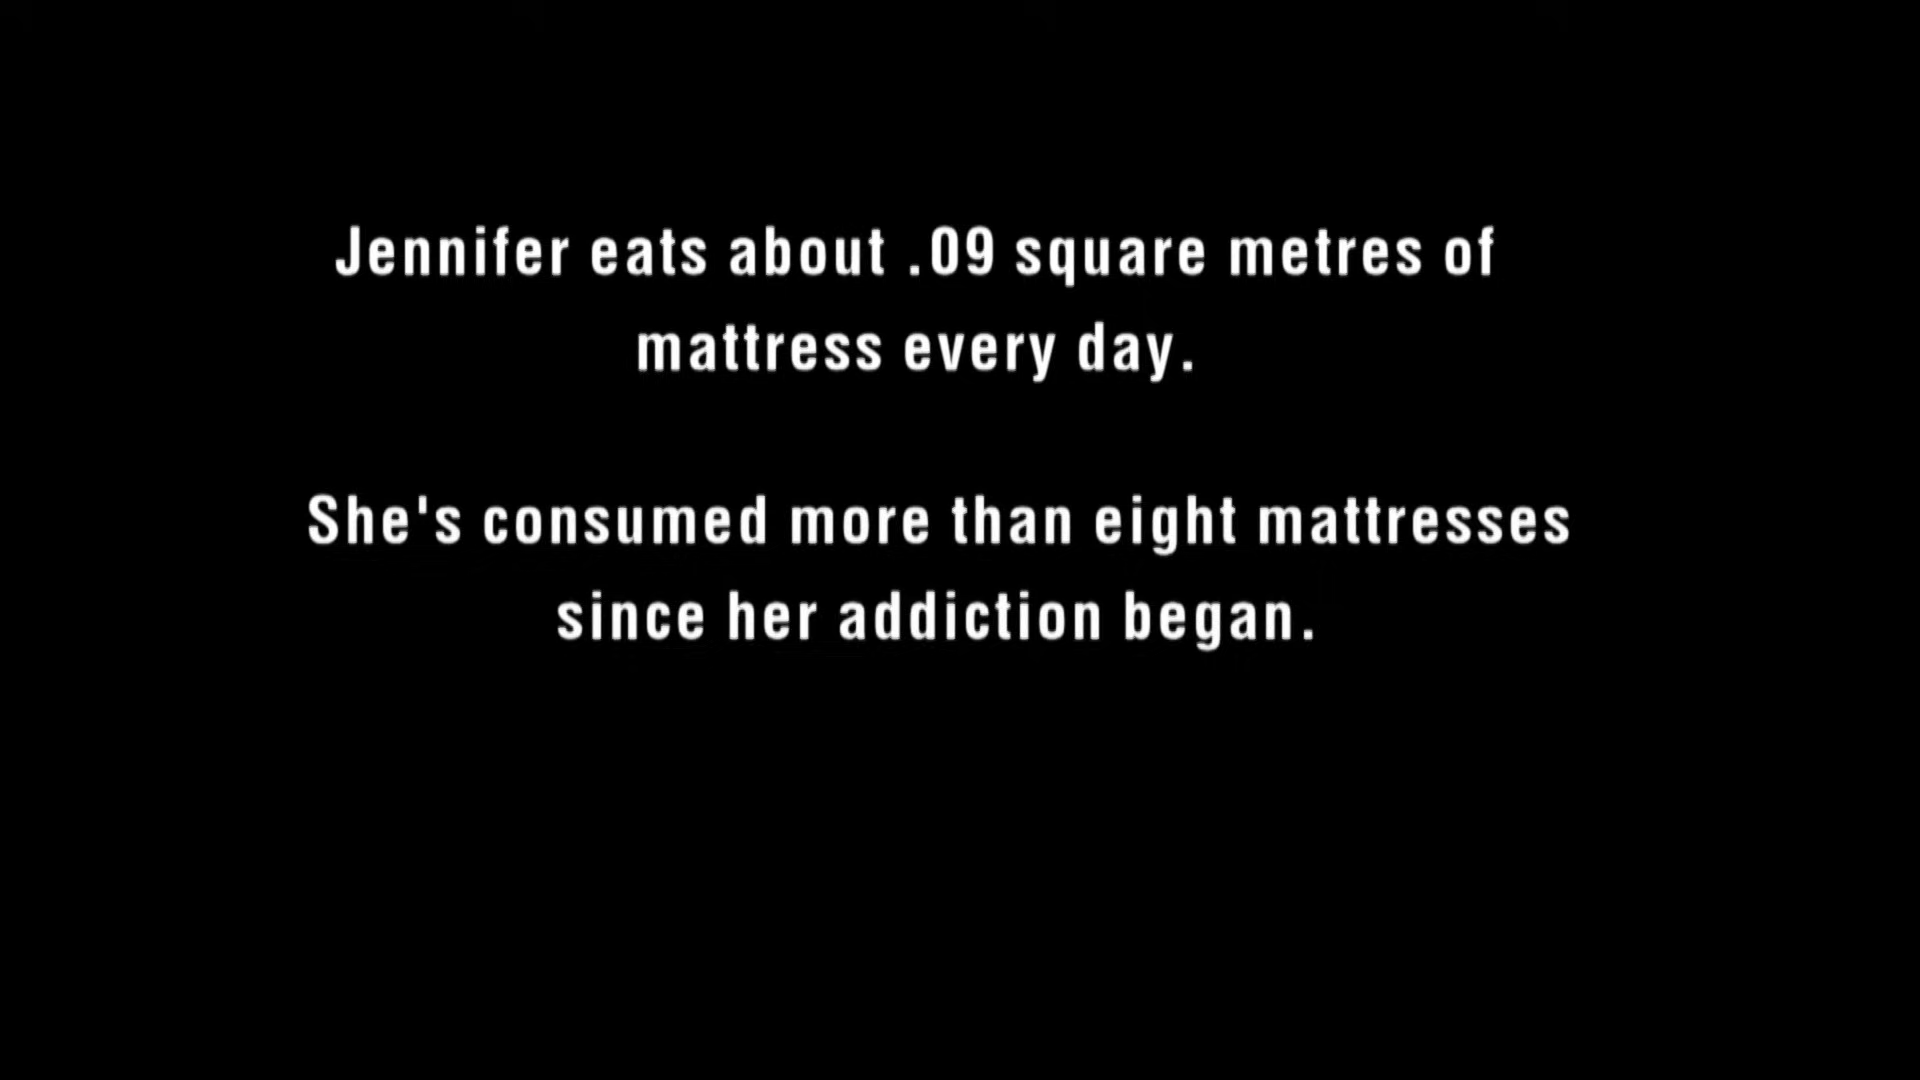 Jennifer eats about .09 square metres of
mattress every day.
She's consumed more than eight mattresses
since her addiction began.